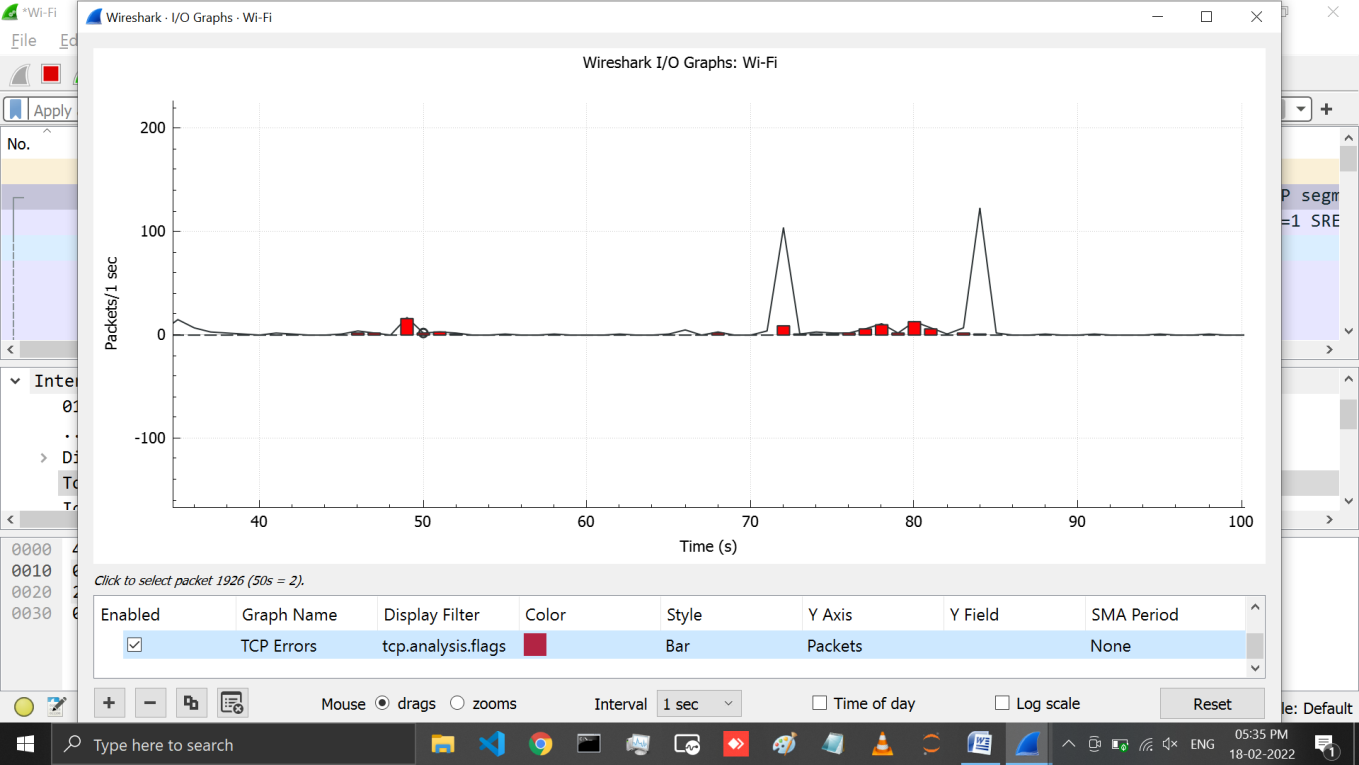 *Wi-Fi
Wireshark · I/O Graphs · Wi-Fi
File
Apply
No.
P segm
=1 SRE
Wireshark I/O Graphs: Wi-Fi
Packets/1 sec
200
100
0
-100
40 50 60 70 80 90 100
Time (s)
Click to select packet 1926 (50s = 2).
Enabled Graph Name Display Filter Color Style Y Axis Y Field SMA Period
TCP Errors tcp.analysis.flags Bar Packets None
Mouse drags zooms Interval 1 sec Time of day Log scale Reset
0000
0010
0020
0030
le: Default
Type here to search
ENG
05:35 PM
18-02-2022
1